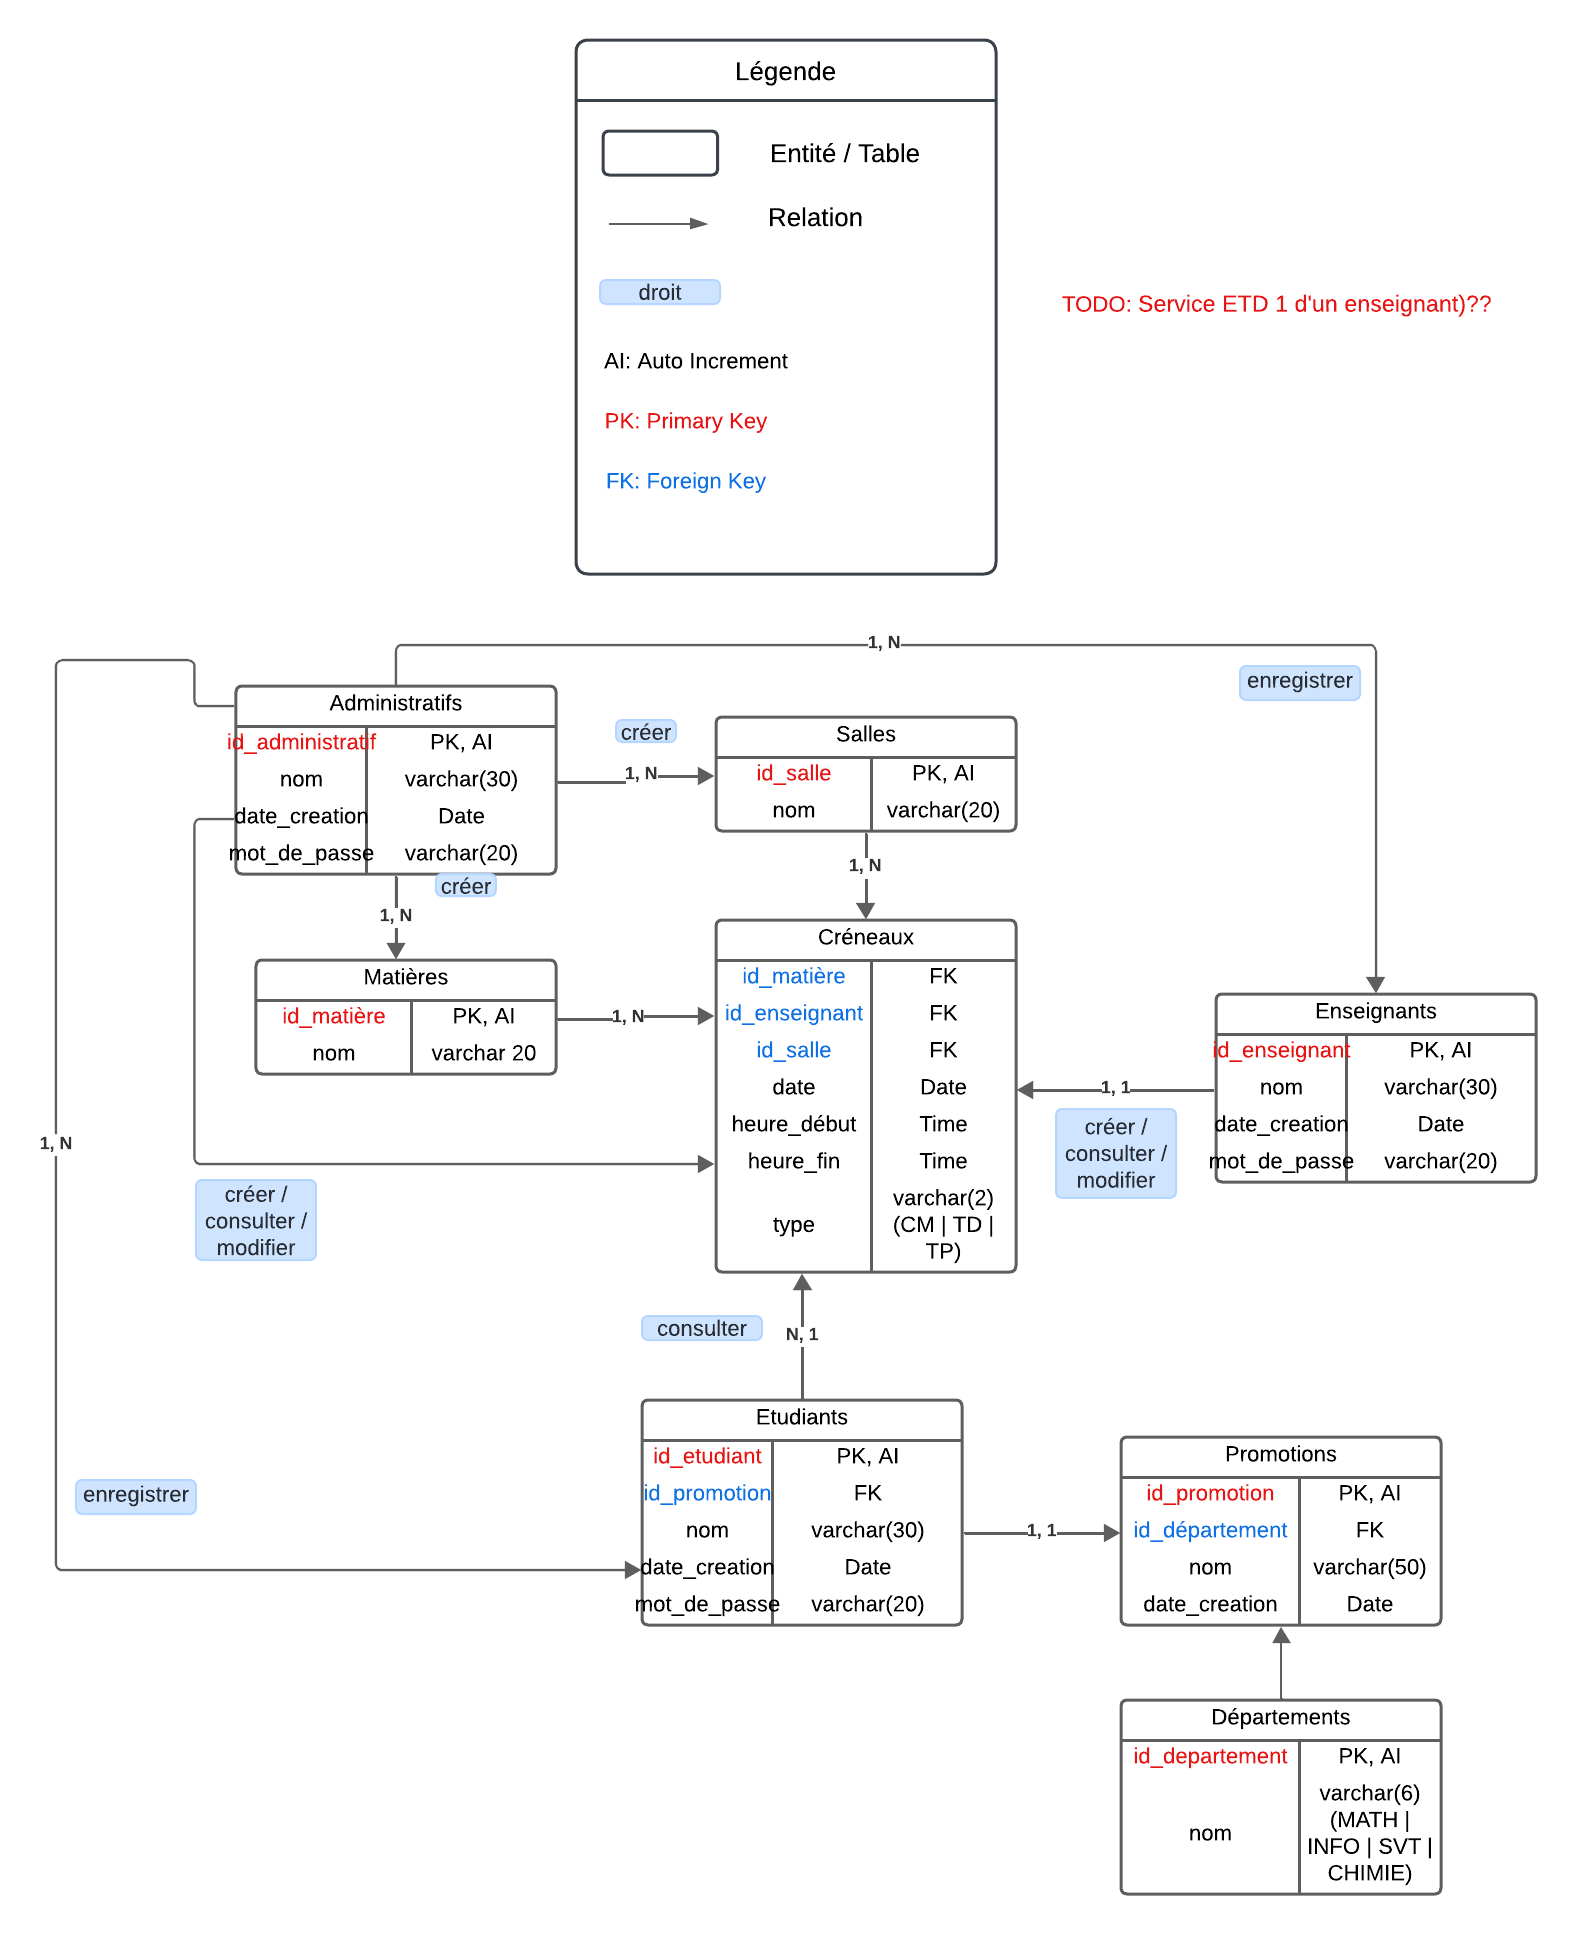 Légende
Entité / Table
Relation
droit
AI: Auto Increment
PK: Primary Key
FK: Foreign Key
TODO: Service ETD 1 d'un enseignant)??
1, N
enregistrer
Administratifs
id_administratif PK, AI
nom varchar(30)
date_creation Date
mot_de_passe varchar(20)
créer
1, N
Salles
id_salle PK, AI
nom varchar(20)
créer
1, N
1, N
Matières
id_matière PK, AI
nom varchar 20
1, N
Créneaux
id_matière FK
id_enseignant FK
id_salle FK
date Date
heure_début Time
heure_fin Time
type
varchar(2)
(CM | TD |
TP)
Enseignants
id_enseignant PK, AI
nom varchar(30)
date_creation Date
mot_de_passe varchar(20)
1, 1
créer /
consulter /
modifier
1, N
créer /
consulter /
modifier
consulter
N, 1
Etudiants
id_etudiant PK, AI
id_promotion FK
nom varchar(30)
date_creation Date
mot_de_passe varchar(20)
enregistrer
1, 1
Promotions
id_promotion PK, AI
id_département FK
nom varchar(50)
date_creation Date
Départements
id_departement PK, AI
nom
varchar(6)
(MATH |
INFO | SVT |
CHIMIE)